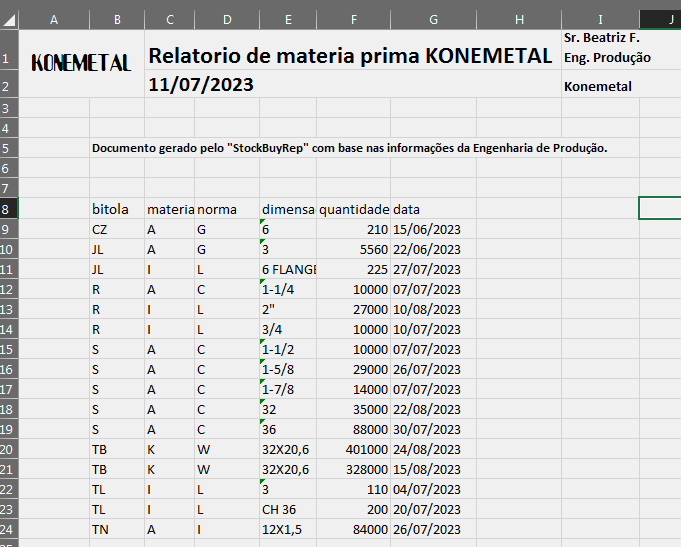 A B C D E F G H I J
1 KONEMETAL Relatorio de materia prima KONEMETAL Sr. Beatriz F.
Eng. Produção
2 11/07/2023 Konemetal
3
4
5 Documento gerado pelo "StockBuyRep" com base nas informações da Engenharia de Produção.
6
7
8 bitola materia norma dimensa quantidade data
9 CZ A G 6 210 15/06/2023
10 JL A G 3 5560 22/06/2023
11 JL I L 6 FLANGE 225 27/07/2023
12 R A C 1-1/4 10000 07/07/2023
13 R I L 2" 27000 10/08/2023
14 R I L 3/4 10000 10/07/2023
15 S A C 1-1/2 10000 07/07/2023
16 S A C 1-5/8 29000 26/07/2023
17 S A C 1-7/8 14000 07/07/2023
18 S A C 32 35000 22/08/2023
19 S A C 36 88000 30/07/2023
20 TB K W 32X20,6 401000 24/08/2023
21 TB K W 32X20,6 328000 15/08/2023
22 TL I L 3 110 04/07/2023
23 TL I L CH 36 200 20/07/2023
24 TN A I 12X1,5 84000 26/07/2023